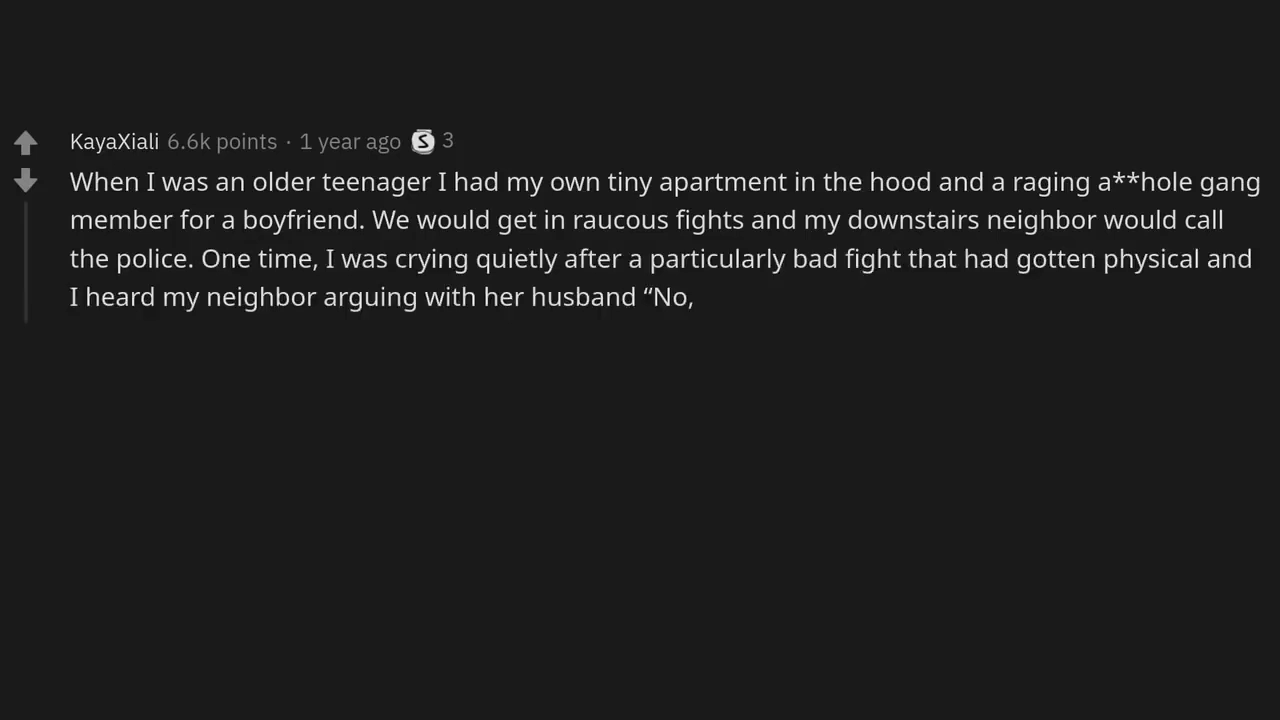 KayaXiali 6.6k points · 1 year ago S 3
When I was an older teenager I had my own tiny apartment in the hood and a raging a**hole gang
member for a boyfriend. We would get in raucous fights and my downstairs neighbor would call
the police. One time, I was crying quietly after a particularly bad fight that had gotten physical and
I heard my neighbor arguing with her husband “No,